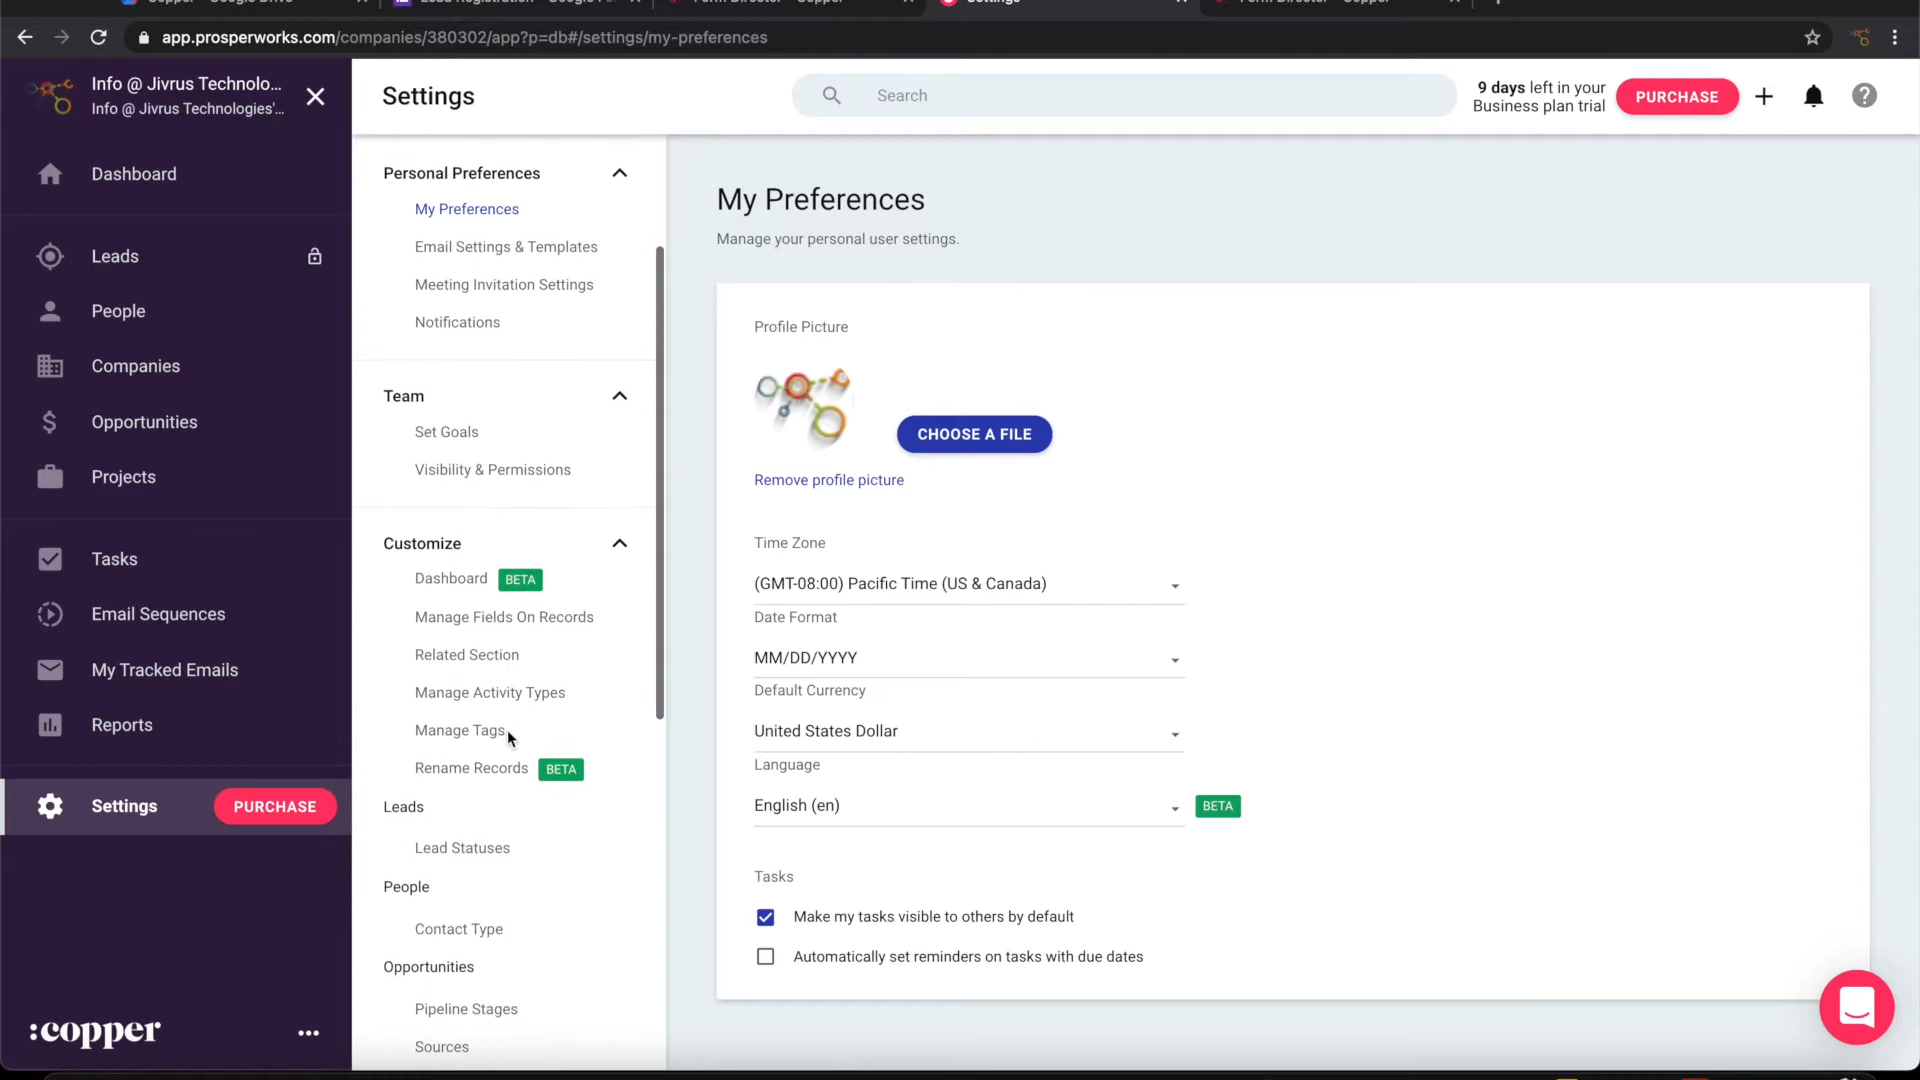 app.prosperworks.com/companies/380302/app?p=db#/settings/my-preferences
Info @ Jivrus Technolo...
Info @ Jivrus Technologies'...
Dashboard
Leads
People
Companies
Opportunities
Projects
Tasks
Email Sequences
My Tracked Emails
Reports
Settings
PURCHASE
:copper
Settings
Search
9 days left in your
Business plan trial
PURCHASE
Personal Preferences
My Preferences
Email Settings & Templates
Meeting Invitation Settings
Notifications
Team
Set Goals
Visibility & Permissions
Customize
Dashboard BETA
Manage Fields On Records
Related Section
Manage Activity Types
Manage Tags
Rename Records BETA
Leads
Lead Statuses
People
Contact Type
Opportunities
Pipeline Stages
Sources
My Preferences
Manage your personal user settings.
Profile Picture
CHOOSE A FILE
Remove profile picture
Time Zone
(GMT-08:00) Pacific Time (US & Canada)
Date Format
MM/DD/YYYY
Default Currency
United States Dollar
Language
English (en)
BETA
Tasks
Make my tasks visible to others by default
Automatically set reminders on tasks with due dates